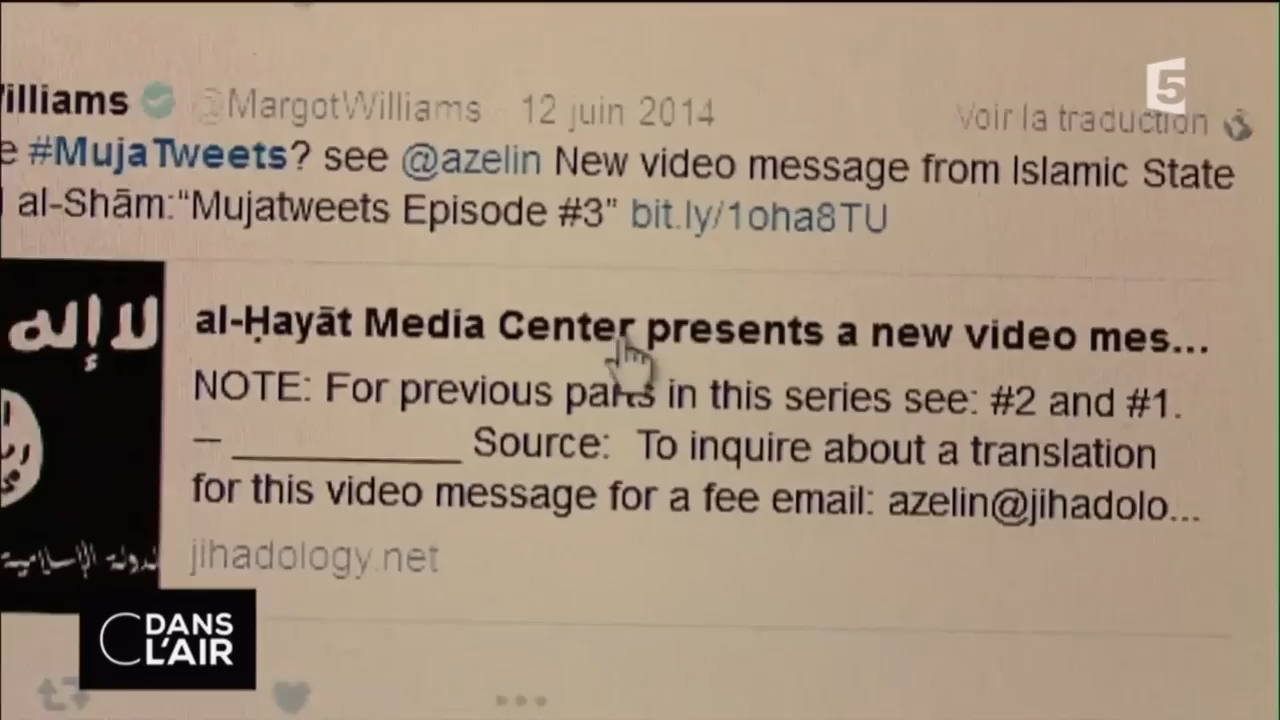 illiams @MargotWilliams 12 juin 2014 Voir la traduction
5
e #MujaTweets? see @azelin New video message from Islamic State
al-Shām:“Mujatweets Episode #3” bit.ly/1oha8TU
لا إله
al-Ḥayāt Media Center presents a new video mes...
NOTE: For previous parts in this series see: #2 and #1.
— ___________ Source: To inquire about a translation
for this video message for a fee email: azelin@jihadolo...
لدولة الإسلامية
jihadology.net
C DANS
L'AIR